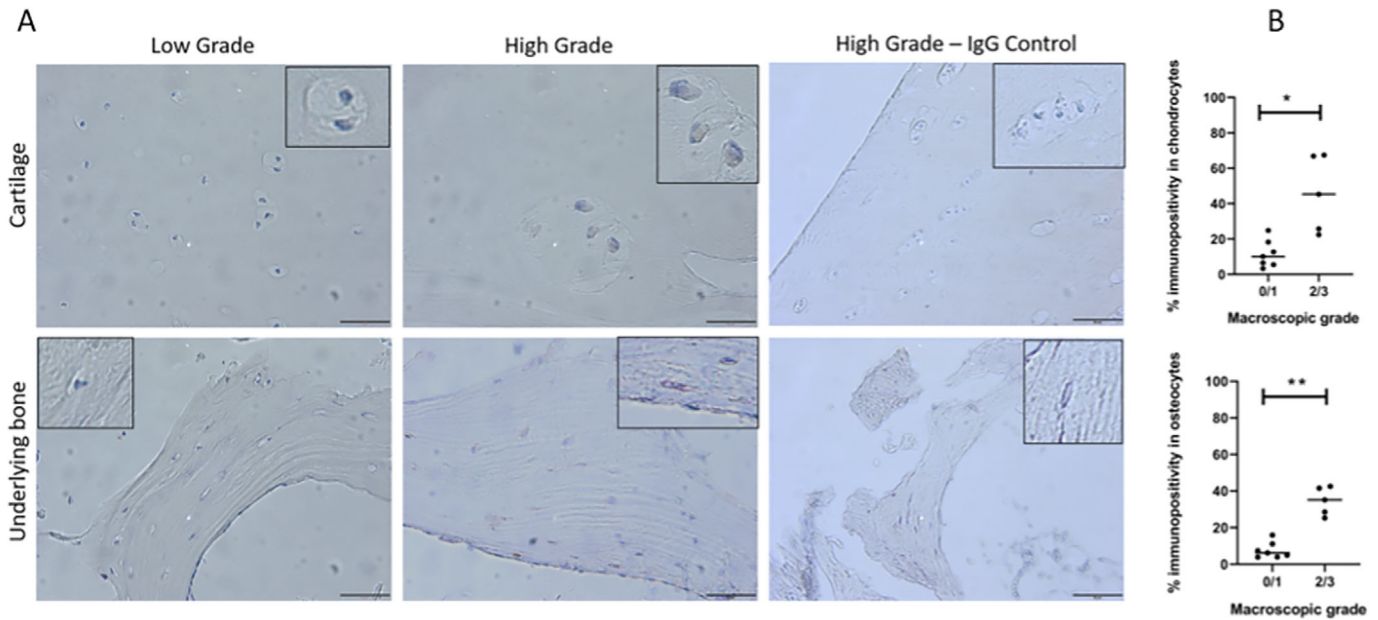 A
B
Low Grade
High Grade
High Grade – IgG Control
Cartilage
Underlying bone
% immunopositivity in chondrocytes
100
80
60
40
20
0
*
0/1
2/3
Macroscopic grade
% immunopositivity in osteocytes
100
80
60
40
20
0
**
0/1
2/3
Macroscopic grade